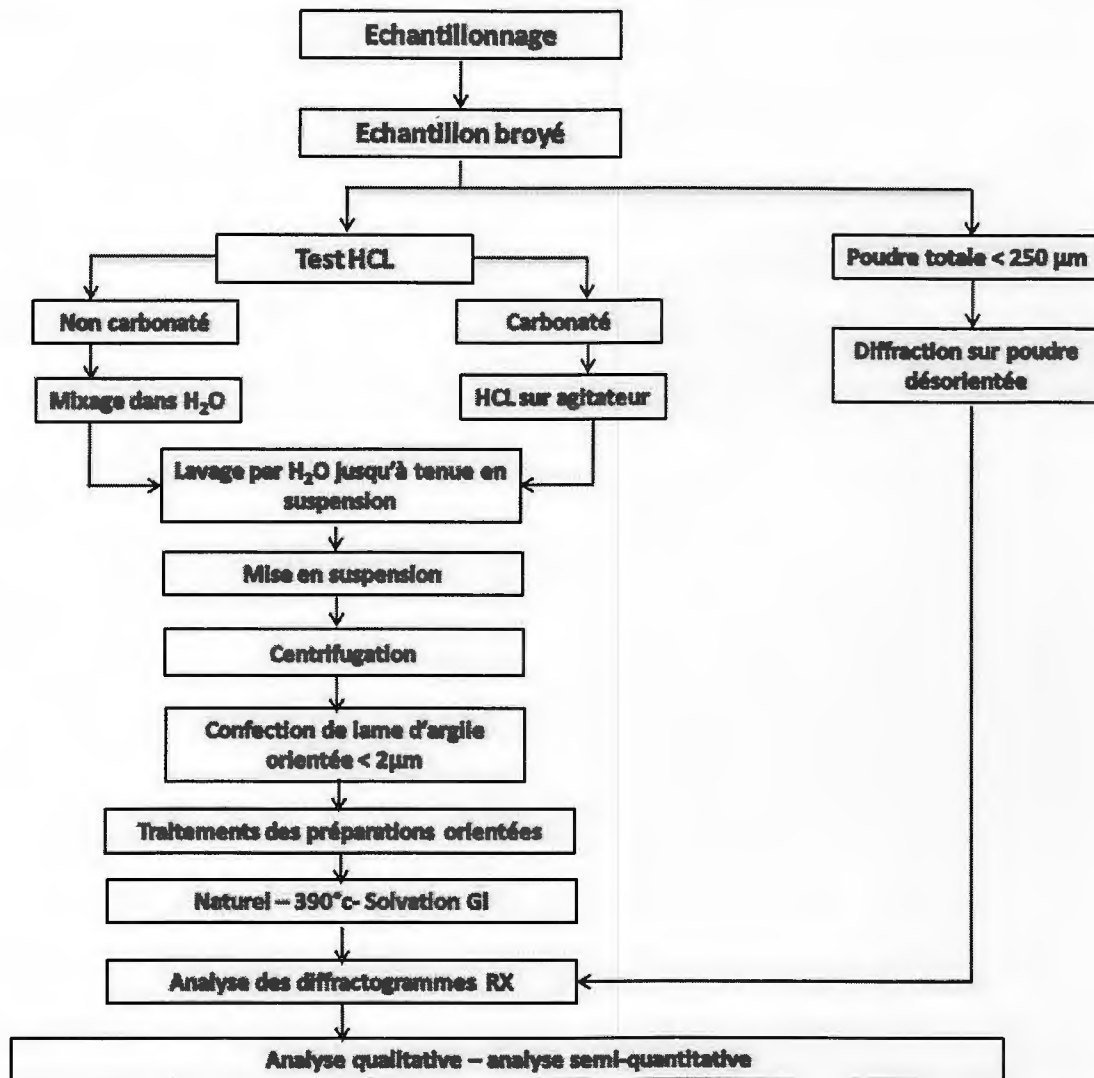 Echantillonnage
Echantillon broyé
Test HCL
Poudre totale < 250 µm
Non carbonaté
Carbonaté
Diffraction sur poudre
désorientée
Mixage dans H₂O
HCL sur agitateur
Lavage par H₂O jusqu'à tenue en
suspension
Mise en suspension
Centrifugation
Confection de lame d'argile
orientée < 2µm
Traitements des préparations orientées
Naturel – 390°c- Solvation Gl
Analyse des diffractogrammes RX
Analyse qualitative – analyse semi-quantitative